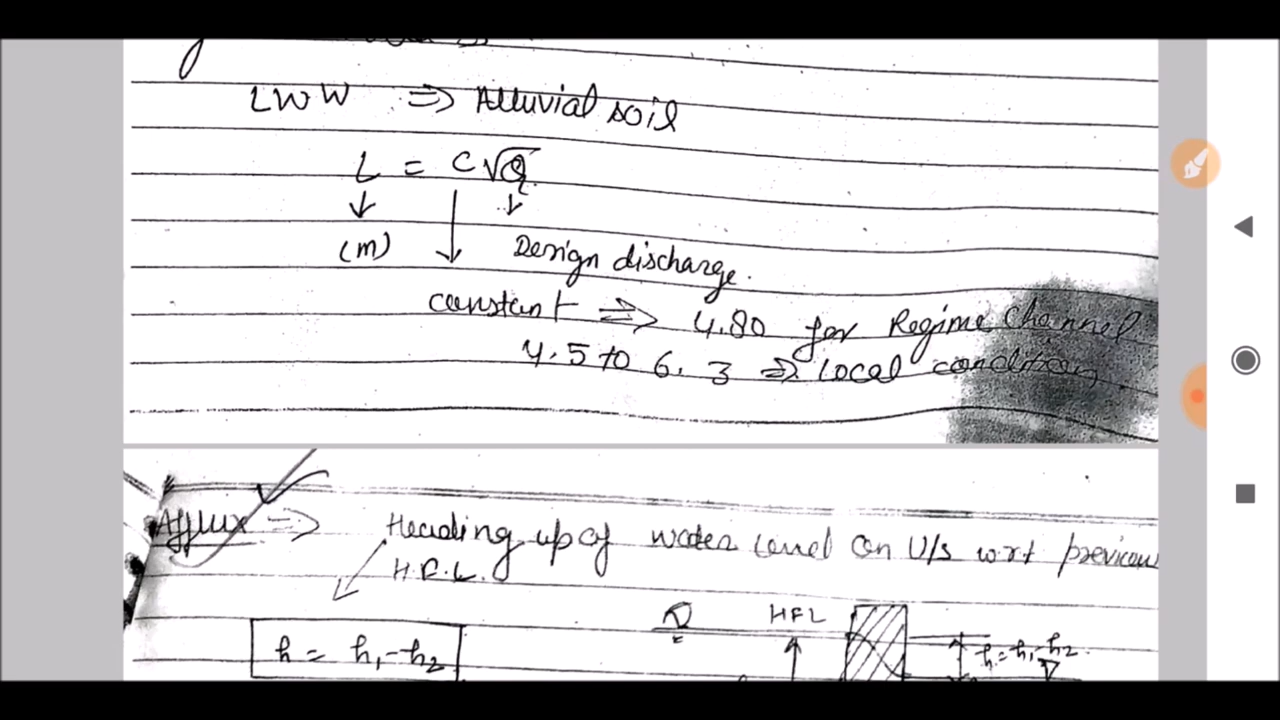 LWW ⇒ Alluvial soil
L = C√Q
(m) Design discharge.
constant ⇒ 4.80 for Regime Channel
4.5 to 6.3 ⇒ Local condition
Afflux ⇒ Heading up of water level on U/s wrt previous
H.F.L.
HFL
h = h₁-h₂
h=h₁-h₂